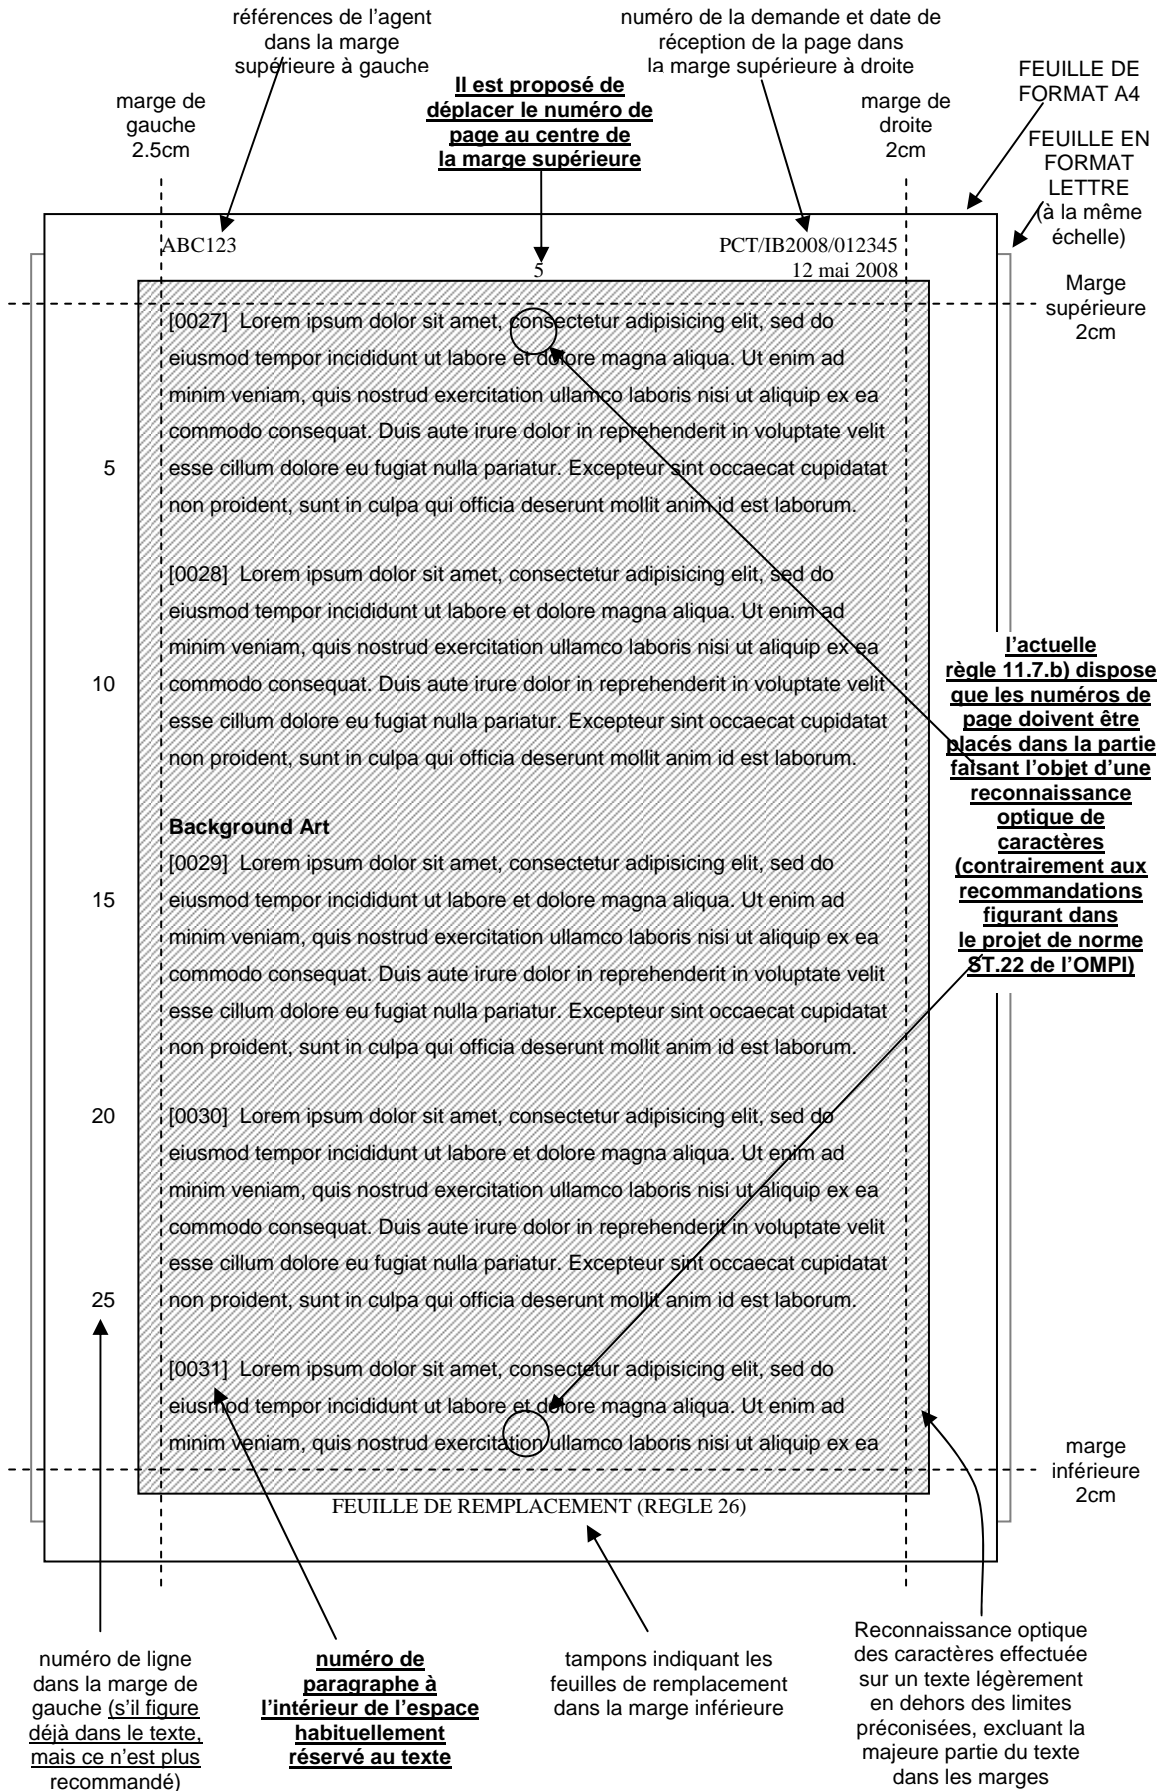 références de l’agent
dans la marge
supérieure à gauche
numéro de la demande et date de
réception de la page dans
la marge supérieure à droite
Il est proposé de
déplacer le numéro de
page au centre de
la marge supérieure
marge de
gauche
2.5cm
marge de
droite
2cm
FEUILLE DE
FORMAT A4
FEUILLE EN
FORMAT
LETTRE
(à la même
échelle)
ABC123
PCT/IB2008/012345
5
12 mai 2008
Marge
supérieure
2cm
[0027] Lorem ipsum dolor sit amet, consectetur adipisicing elit, sed do
eiusmod tempor incididunt ut labore et dolore magna aliqua. Ut enim ad
minim veniam, quis nostrud exercitation ullamco laboris nisi ut aliquip ex ea
commodo consequat. Duis aute irure dolor in reprehenderit in voluptate velit
5 esse cillum dolore eu fugiat nulla pariatur. Excepteur sint occaecat cupidatat
non proident, sunt in culpa qui officia deserunt mollit anim id est laborum.
[0028] Lorem ipsum dolor sit amet, consectetur adipisicing elit, sed do
eiusmod tempor incididunt ut labore et dolore magna aliqua. Ut enim ad
minim veniam, quis nostrud exercitation ullamco laboris nisi ut aliquip ex ea
10 commodo consequat. Duis aute irure dolor in reprehenderit in voluptate velit
esse cillum dolore eu fugiat nulla pariatur. Excepteur sint occaecat cupidatat
non proident, sunt in culpa qui officia deserunt mollit anim id est laborum.
Background Art
[0029] Lorem ipsum dolor sit amet, consectetur adipisicing elit, sed do
15 eiusmod tempor incididunt ut labore et dolore magna aliqua. Ut enim ad
minim veniam, quis nostrud exercitation ullamco laboris nisi ut aliquip ex ea
commodo consequat. Duis aute irure dolor in reprehenderit in voluptate velit
esse cillum dolore eu fugiat nulla pariatur. Excepteur sint occaecat cupidatat
non proident, sunt in culpa qui officia deserunt mollit anim id est laborum.
20 [0030] Lorem ipsum dolor sit amet, consectetur adipisicing elit, sed do
eiusmod tempor incididunt ut labore et dolore magna aliqua. Ut enim ad
minim veniam, quis nostrud exercitation ullamco laboris nisi ut aliquip ex ea
commodo consequat. Duis aute irure dolor in reprehenderit in voluptate velit
esse cillum dolore eu fugiat nulla pariatur. Excepteur sint occaecat cupidatat
25 non proident, sunt in culpa qui officia deserunt mollit anim id est laborum.
[0031] Lorem ipsum dolor sit amet, consectetur adipisicing elit, sed do
eiusmod tempor incididunt ut labore et dolore magna aliqua. Ut enim ad
minim veniam, quis nostrud exercitation ullamco laboris nisi ut aliquip ex ea
l’actuelle
règle 11.7.b) dispose
que les numéros de
page doivent être
placés dans la partie
faisant l’objet d’une
reconnaissance
optique de
caractères
(contrairement aux
recommandations
figurant dans
le projet de norme
ST.22 de l’OMPI)
marge
inférieure
2cm
FEUILLE DE REMPLACEMENT (REGLE 26)
numéro de ligne
dans la marge de
gauche (s’il figure
déjà dans le texte,
mais ce n’est plus
recommandé)
numéro de
paragraphe à
l’intérieur de l’espace
habituellement
réservé au texte
tampons indiquant les
feuilles de remplacement
dans la marge inférieure
Reconnaissance optique
des caractères effectuée
sur un texte légèrement
en dehors des limites
préconisées, excluant la
majeure partie du texte
dans les marges